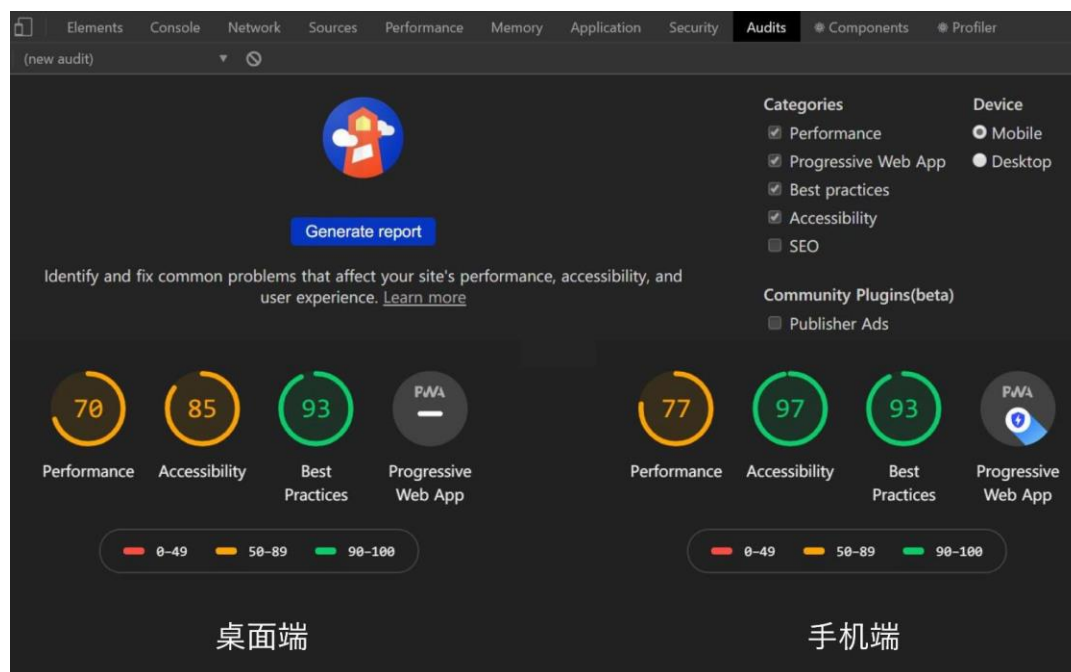 Elements Console Network Sources Performance Memory Application Security Audits Components Profiler
(new audit)
Categories Device
Performance Mobile
Progressive Web App Desktop
Best practices
Accessibility
SEO
Generate report
Identify and fix common problems that affect your site's performance, accessibility, and
user experience. Learn more
Community Plugins(beta)
Publisher Ads
70 85 93 PWA
Performance Accessibility Best Practices Progressive Web App
0-49 50-89 90-100
桌面端
77 97 93 PWA
Performance Accessibility Best Practices Progressive Web App
0-49 50-89 90-100
手机端